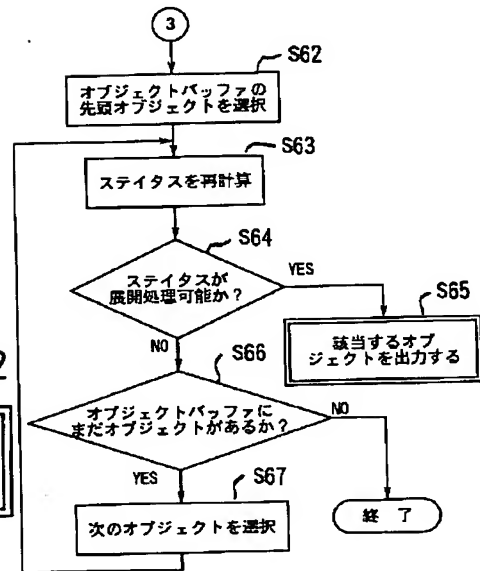 3
S62
オブジェクトバッファの
先頭オブジェクトを選択
S63
ステイタスを再計算
S64
ステイタスが
展開処理可能か?
YES
S65
該当するオブ
ジェクトを出力する
NO
S66
オブジェクトバッファに
まだオブジェクトがあるか?
NO
YES
S67
次のオブジェクトを選択
終 了